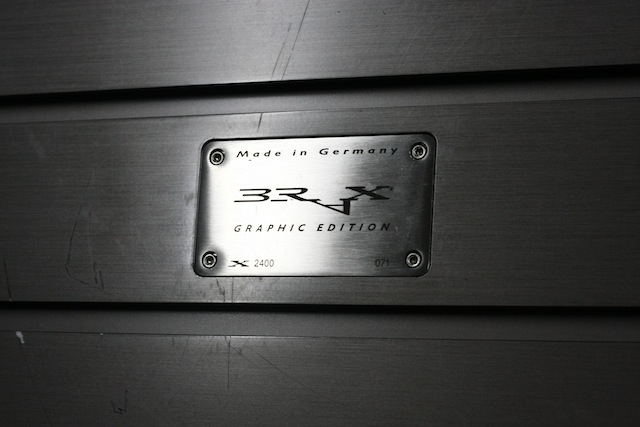 Made in Germany
BRAX
GRAPHIC EDITION
X 2400 071